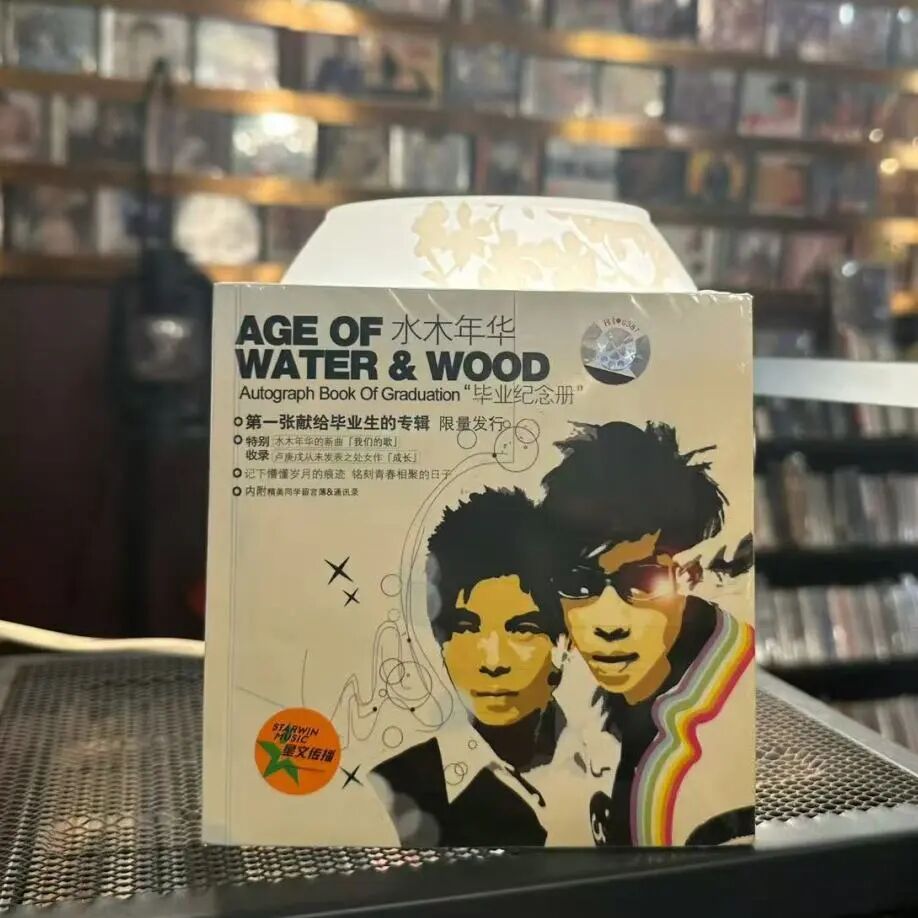 AGE OF 水木年华
WATER & WOOD
Autograph Book Of Graduation “毕业纪念册”
第一张献给毕业生的专辑 限量发行
特别 水木年华的新曲「我们的歌」
收录 卢庚戌从未发表之处女作「成长」
记下懵懂岁月的痕迹 铭刻青春相聚的日子
内附精美同学留言薄&通讯录
STARWIN
MUSIC
星文传播